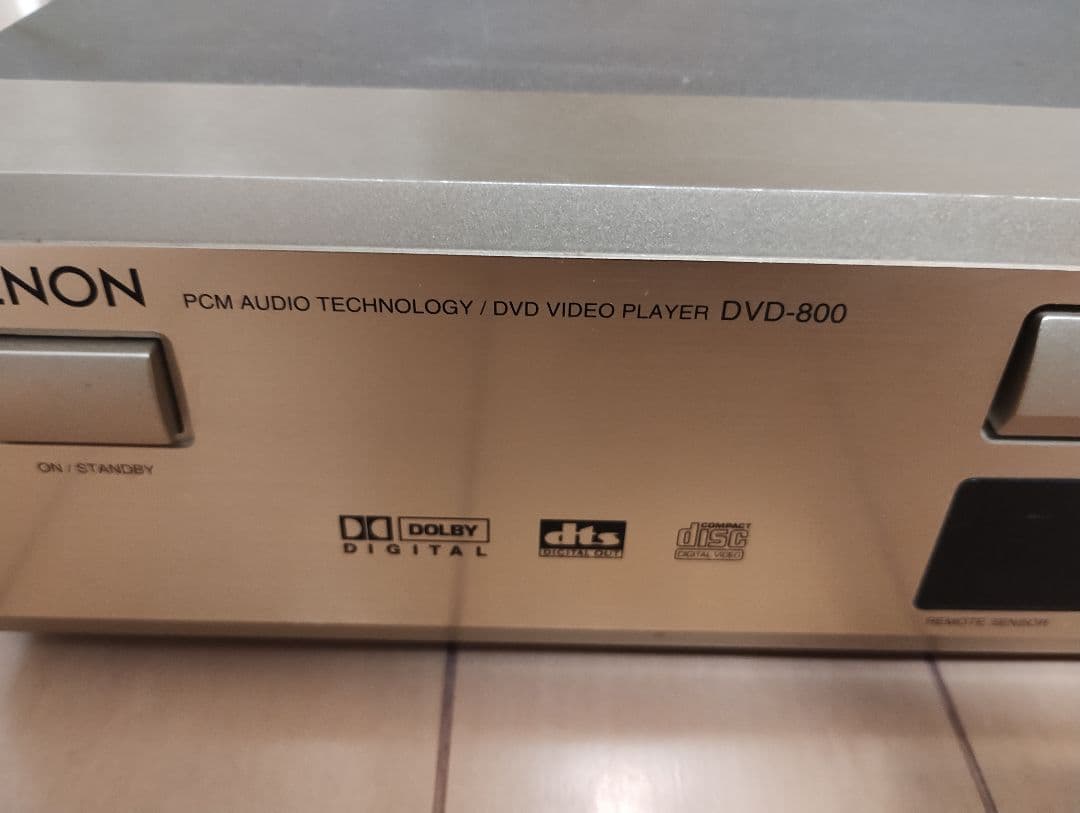 ENON PCM AUDIO TECHNOLOGY / DVD VIDEO PLAYER DVD-800
ON / STANDBY
DOLBY
DIGITAL
dts
DIGITAL OUT
COMPACT
disc
DIGITAL VIDEO
REMOTE SENSOR